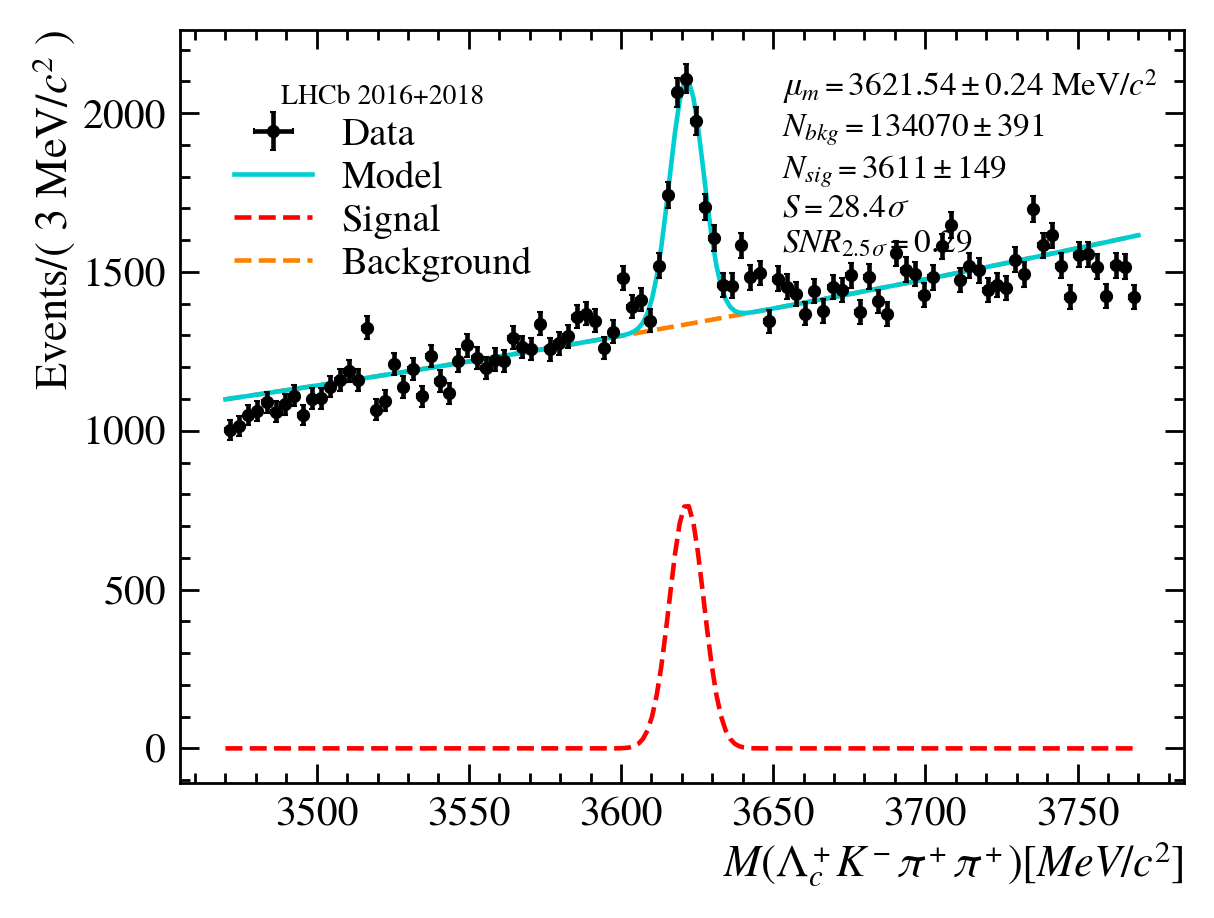 Events/( 3 MeV/c² )
2000
1500
1000
500
0
LHCb 2016+2018
Data
Model
Signal
Background
μₘ = 3621.54 ± 0.24 MeV/c²
N_bkg = 134070 ± 391
N_sig = 3611 ± 149
S = 28.4σ
SNR_2.5σ = 0.29
3500 3550 3600 3650 3700 3750
M(Λc⁺K⁻π⁺π⁺)[MeV/c²]